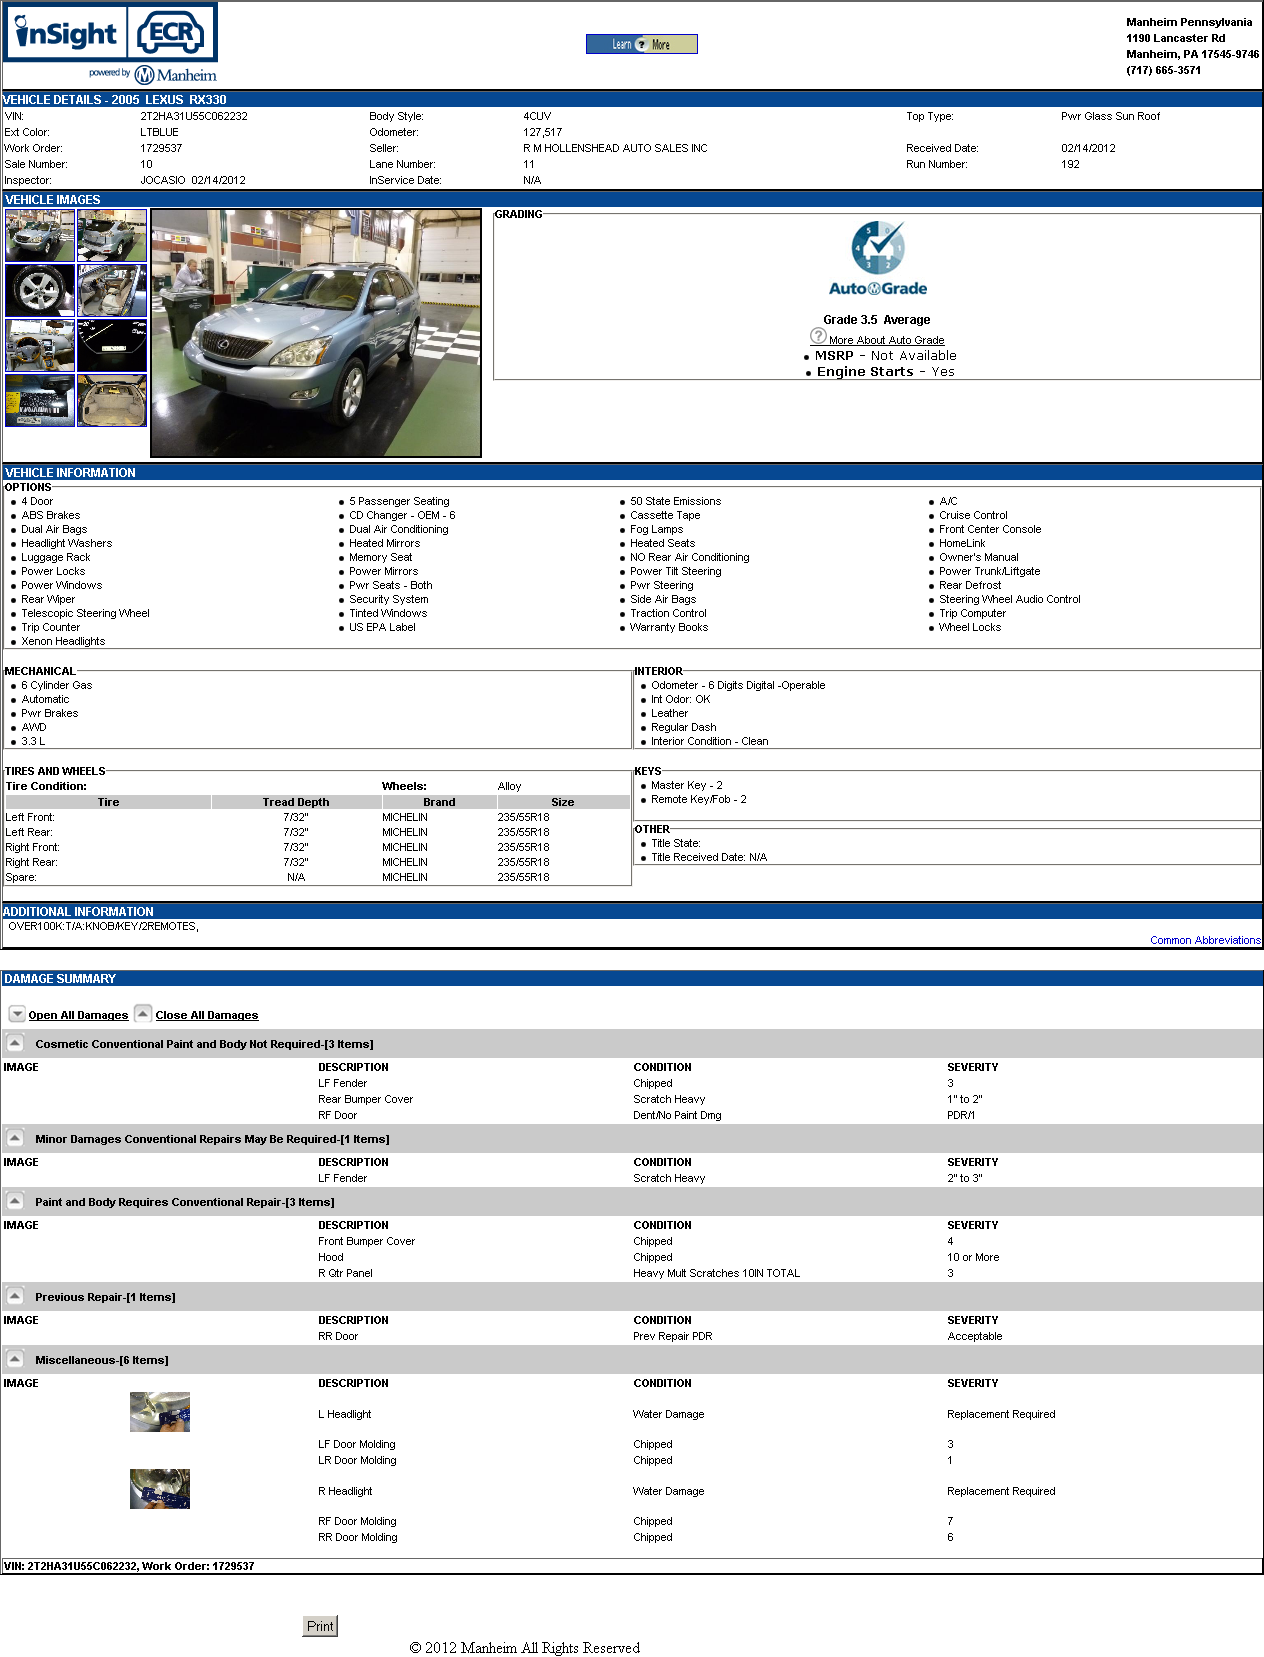 inSight ECR
powered by Manheim
Learn ? More
Manheim Pennsylvania
1190 Lancaster Rd
Manheim, PA 17545-9746
(717) 665-3571
VEHICLE DETAILS - 2005 LEXUS RX330
VIN: 2T2HA31U55C062232 Body Style: 4CUV Top Type: Pwr Glass Sun Roof
Ext Color: LTBLUE Odometer: 127,517
Work Order: 1729537 Seller: R M HOLLENSHEAD AUTO SALES INC Received Date: 02/14/2012
Sale Number: 10 Lane Number: 11 Run Number: 192
Inspector: JOCASIO 02/14/2012 InService Date: N/A
VEHICLE IMAGES
GRADING
5 0 4 1 3 2
AutoGrade
Grade 3.5 Average
? More About Auto Grade
• MSRP - Not Available
• Engine Starts - Yes
VEHICLE INFORMATION
OPTIONS
• 4 Door • 5 Passenger Seating • 50 State Emissions • A/C
• ABS Brakes • CD Changer - OEM - 6 • Cassette Tape • Cruise Control
• Dual Air Bags • Dual Air Conditioning • Fog Lamps • Front Center Console
• Headlight Washers • Heated Mirrors • Heated Seats • HomeLink
• Luggage Rack • Memory Seat • NO Rear Air Conditioning • Owner's Manual
• Power Locks • Power Mirrors • Power Tilt Steering • Power Trunk/Liftgate
• Power Windows • Pwr Seats - Both • Pwr Steering • Rear Defrost
• Rear Wiper • Security System • Side Air Bags • Steering Wheel Audio Control
• Telescopic Steering Wheel • Tinted Windows • Traction Control • Trip Computer
• Trip Counter • US EPA Label • Warranty Books • Wheel Locks
• Xenon Headlights
MECHANICAL
• 6 Cylinder Gas
• Automatic
• Pwr Brakes
• AWD
• 3.3 L
INTERIOR
• Odometer - 6 Digits Digital -Operable
• Int Odor: OK
• Leather
• Regular Dash
• Interior Condition - Clean
TIRES AND WHEELS
Tire Condition: Wheels: Alloy
Tire Tread Depth Brand Size
Left Front: 7/32" MICHELIN 235/55R18
Left Rear: 7/32" MICHELIN 235/55R18
Right Front: 7/32" MICHELIN 235/55R18
Right Rear: 7/32" MICHELIN 235/55R18
Spare: N/A MICHELIN 235/55R18
KEYS
• Master Key - 2
• Remote Key/Fob - 2
OTHER
• Title State:
• Title Received Date: N/A
ADDITIONAL INFORMATION
OVER100K:T/A:KNOB/KEY/2REMOTES,
Common Abbreviations
DAMAGE SUMMARY
Open All Damages Close All Damages
Cosmetic Conventional Paint and Body Not Required-[3 Items]
IMAGE DESCRIPTION CONDITION SEVERITY
LF Fender Chipped 3
Rear Bumper Cover Scratch Heavy 1" to 2"
RF Door Dent/No Paint Dmg PDR/1
Minor Damages Conventional Repairs May Be Required-[1 Items]
IMAGE DESCRIPTION CONDITION SEVERITY
LF Fender Scratch Heavy 2" to 3"
Paint and Body Requires Conventional Repair-[3 Items]
IMAGE DESCRIPTION CONDITION SEVERITY
Front Bumper Cover Chipped 4
Hood Chipped 10 or More
R Qtr Panel Heavy Mult Scratches 10IN TOTAL 3
Previous Repair-[1 Items]
IMAGE DESCRIPTION CONDITION SEVERITY
RR Door Prev Repair PDR Acceptable
Miscellaneous-[6 Items]
IMAGE DESCRIPTION CONDITION SEVERITY
L Headlight Water Damage Replacement Required
LF Door Molding Chipped 3
LR Door Molding Chipped 1
R Headlight Water Damage Replacement Required
RF Door Molding Chipped 7
RR Door Molding Chipped 6
VIN: 2T2HA31U55C062232, Work Order: 1729537
Print
© 2012 Manheim All Rights Reserved